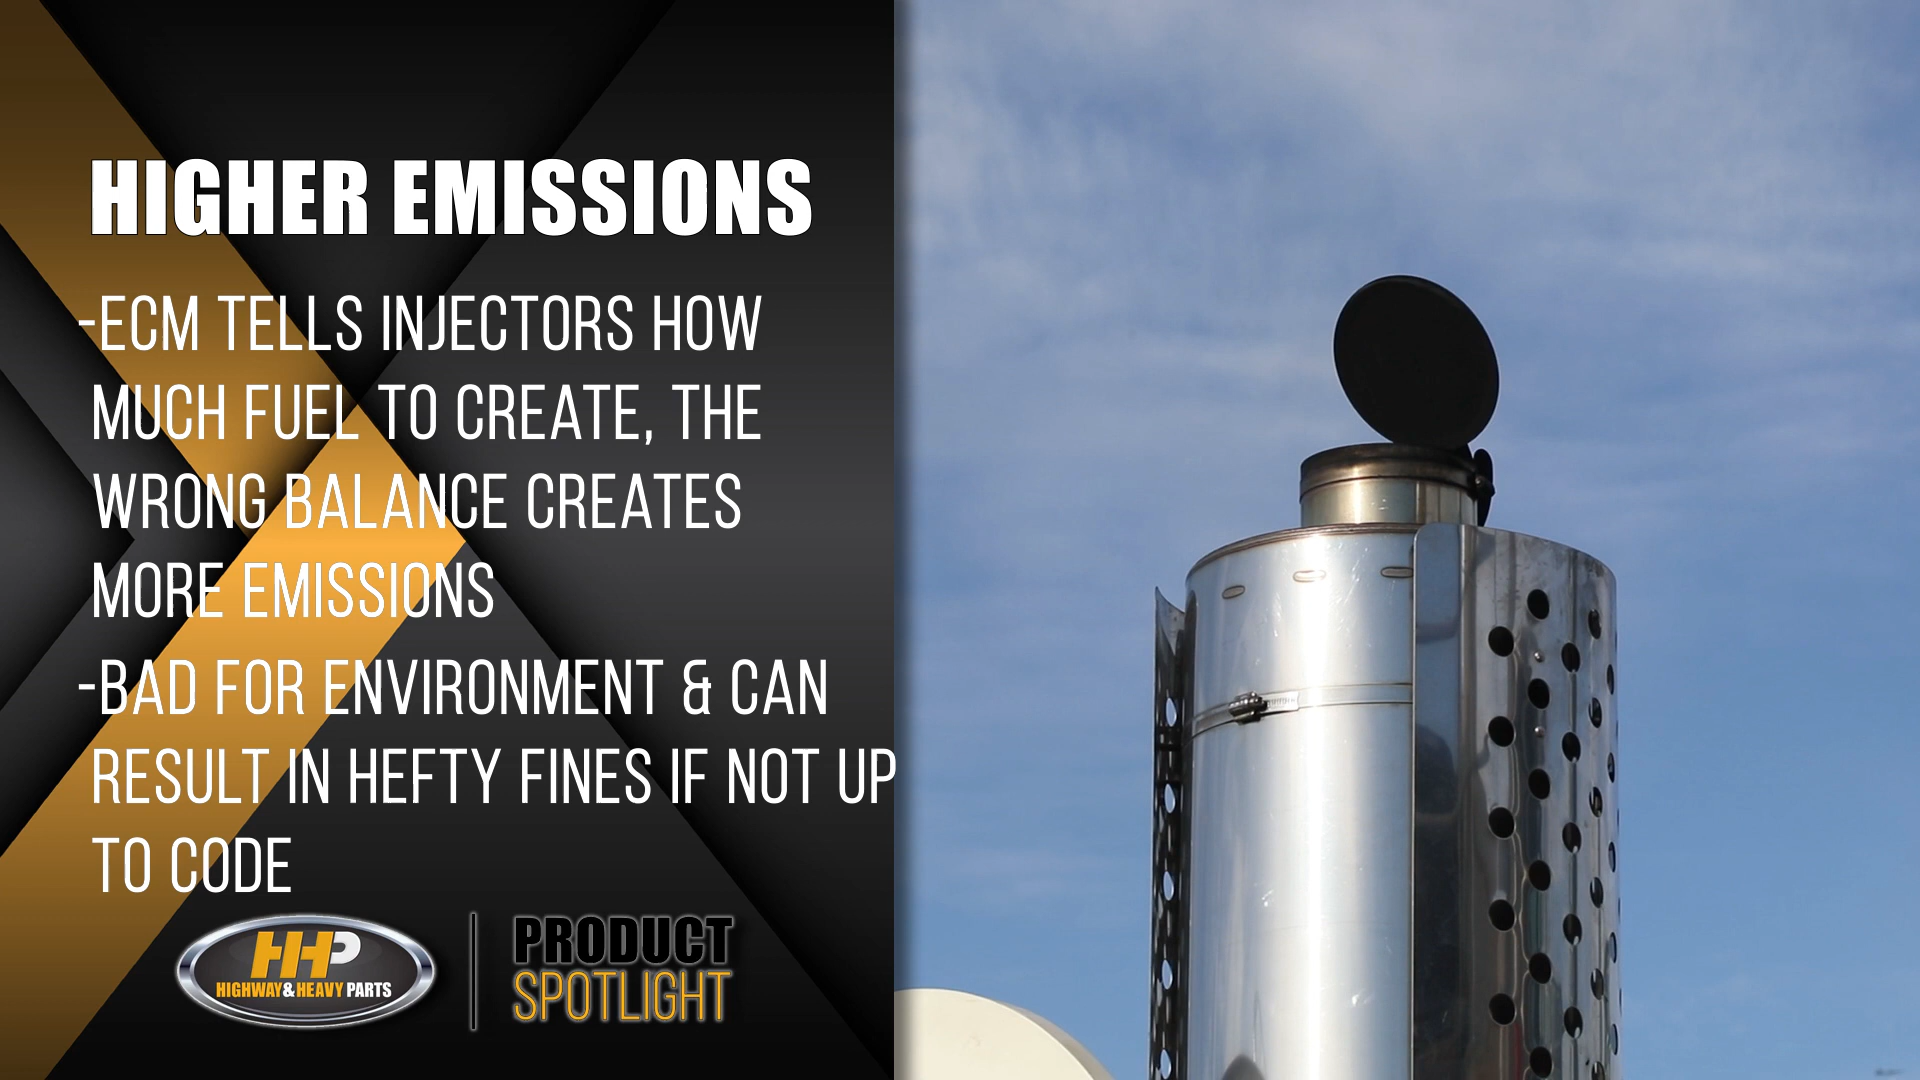 HIGHER EMISSIONS
-ECM TELLS INJECTORS HOW
MUCH FUEL TO CREATE, THE
WRONG BALANCE CREATES
MORE EMISSIONS
-BAD FOR ENVIRONMENT & CAN
RESULT IN HEFTY FINES IF NOT UP
TO CODE
HHP
HIGHWAY&HEAVY PARTS
PRODUCT
SPOTLIGHT